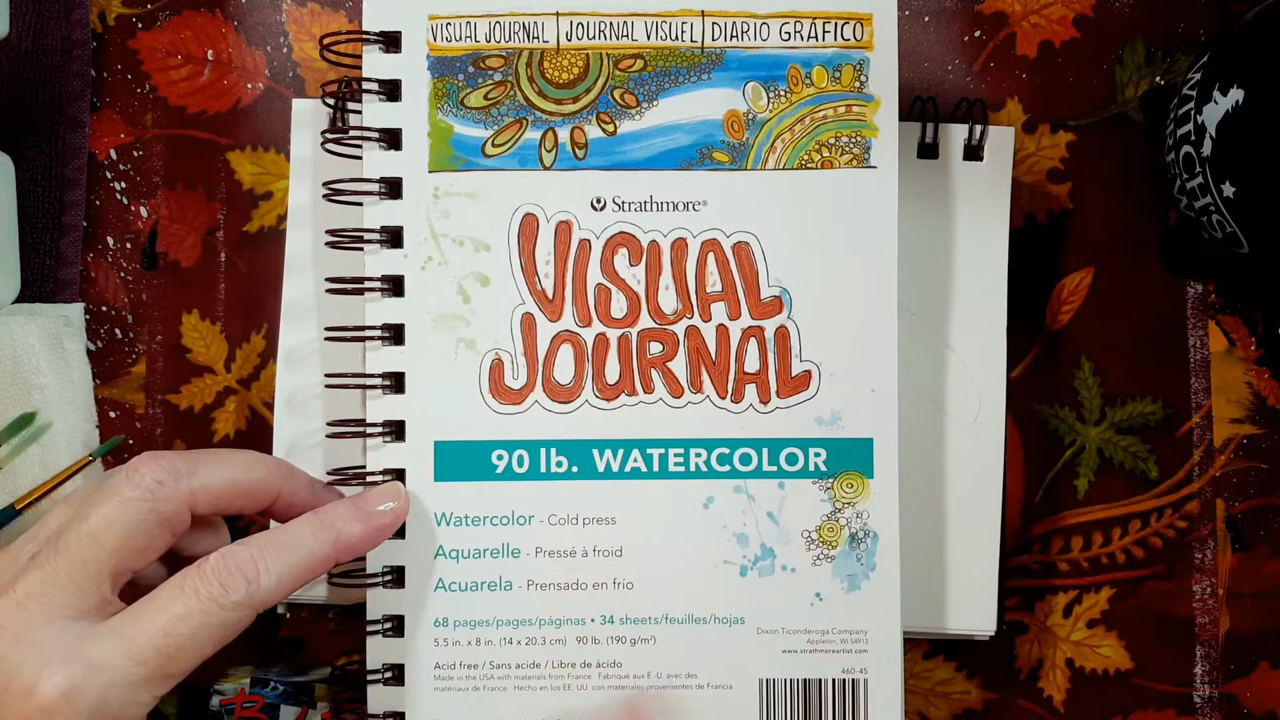 VISUAL JOURNAL | JOURNAL VISUEL | DIARIO GRÁFICO
Strathmore®
VISUAL
JOURNAL
90 lb. WATERCOLOR
Watercolor - Cold press
Aquarelle - Pressé à froid
Acuarela - Prensado en frío
68 pages/pages/páginas • 34 sheets/feuilles/hojas
5.5 in. x 8 in. (14 x 20.3 cm) 90 lb. (190 g/m²)
Acid free / Sans acide / Libre de ácido
Made in the USA with materials from France Fabriqué aux É.-U. avec des
matériaux de France Hecho en los EE. UU. con materiales provenientes de Francia
Dixon Ticonderoga Company
Appleton, WI 54913
www.strathmoreartist.com
460-45
WITCH'S
BREW